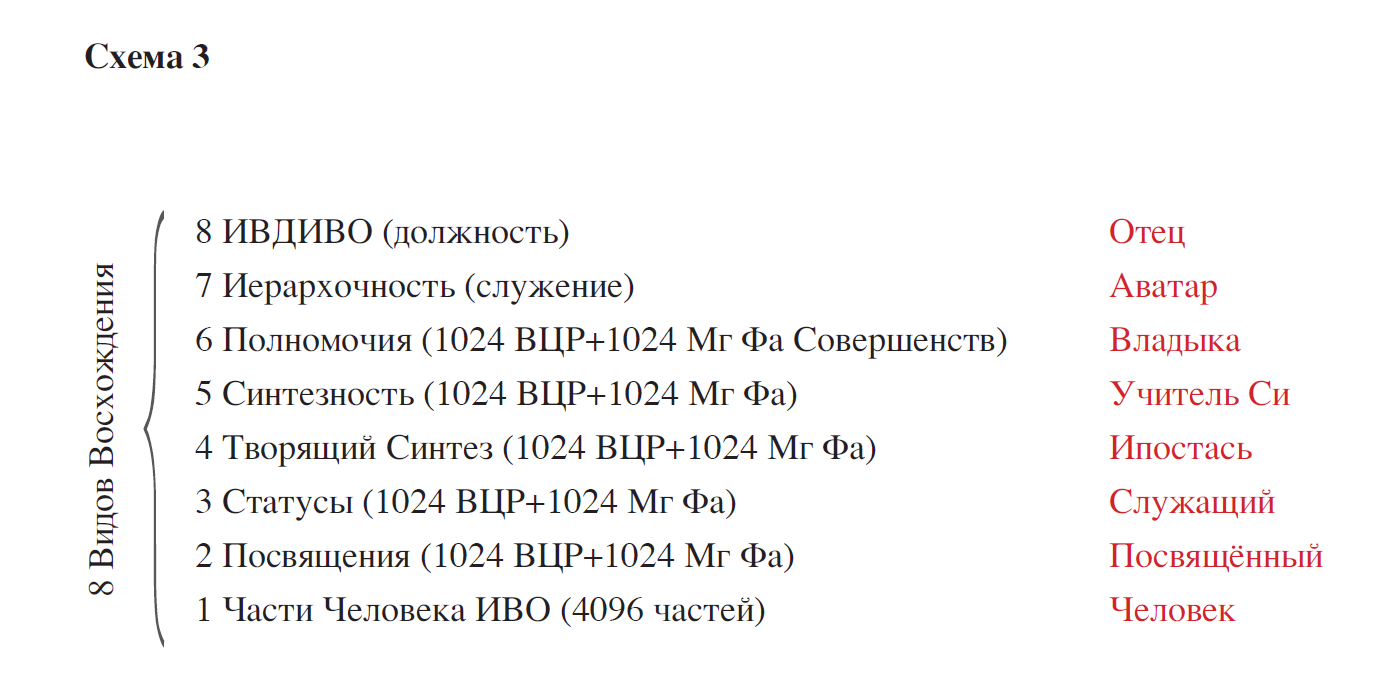 Схема 3
8 Видов Восхождения
8 ИВДИВО (должность) Отец
7 Иерархочность (служение) Аватар
6 Полномочия (1024 ВЦР+1024 Мг Фа Совершенств) Владыка
5 Синтезность (1024 ВЦР+1024 Мг Фа) Учитель Си
4 Творящий Синтез (1024 ВЦР+1024 Мг Фа) Ипостась
3 Статусы (1024 ВЦР+1024 Мг Фа) Служащий
2 Посвящения (1024 ВЦР+1024 Мг Фа) Посвящённый
1 Части Человека ИВО (4096 частей) Человек